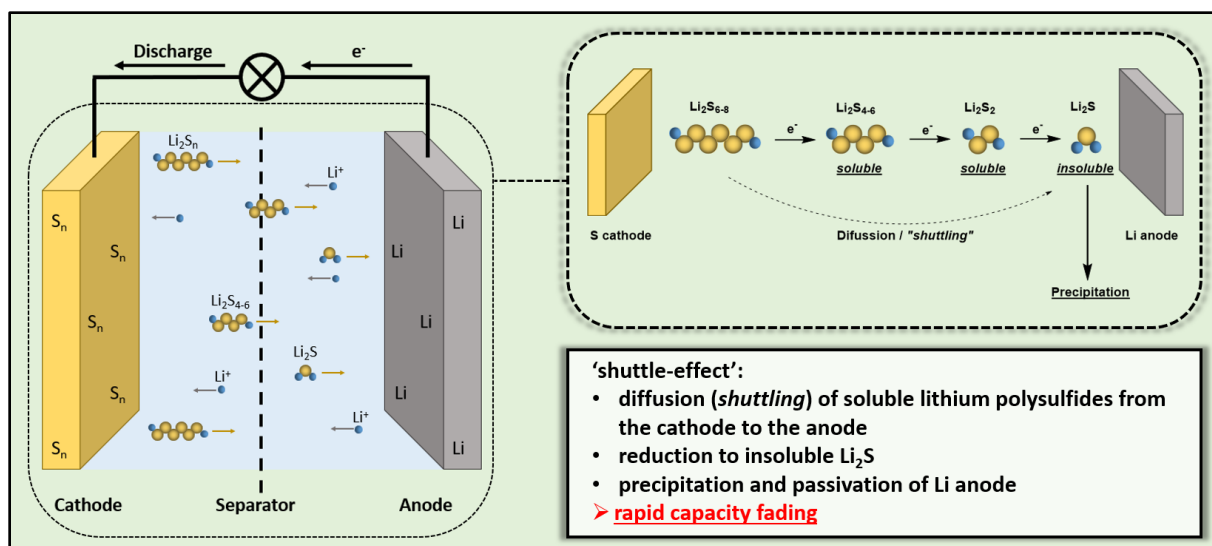 Discharge
e⁻
Li₂Sₙ
Li⁺
Sₙ
Li
Sₙ
Li
Li₂S₄₋₆
Sₙ
Li
Li₂S
Li⁺
Sₙ
Li
Li⁺
Sₙ
Li
Cathode
Separator
Anode
Li₂S₆₋₈
Li₂S₄₋₆
Li₂S₂
Li₂S
e⁻
e⁻
e⁻
soluble
soluble
insoluble
S cathode
Difussion / "shuttling"
Li anode
Precipitation
‘shuttle-effect’:
• diffusion (shuttling) of soluble lithium polysulfides from
the cathode to the anode
• reduction to insoluble Li₂S
• precipitation and passivation of Li anode
➢ rapid capacity fading